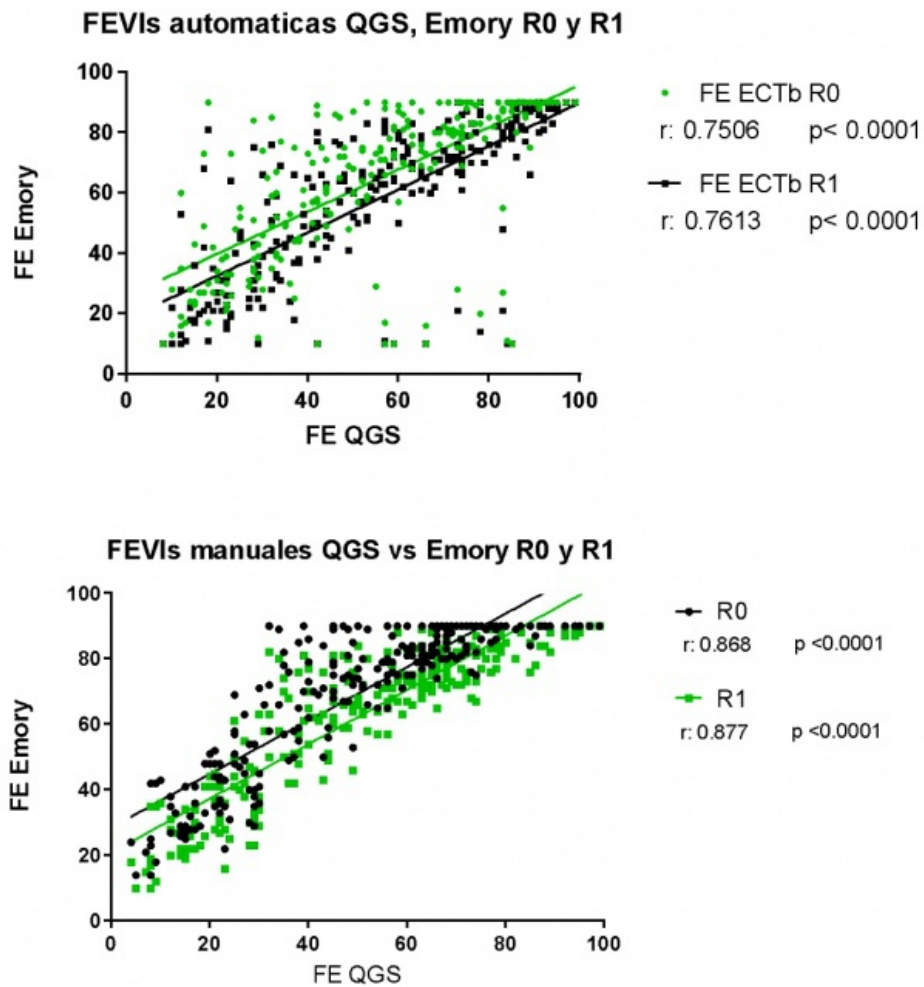 FEVIs automaticas QGS, Emory R0 y R1
100
80
60
40
20
0
FE Emory
0 20 40 60 80 100
FE QGS
FE ECTb R0
r: 0.7506 p< 0.0001
FE ECTb R1
r: 0.7613 p< 0.0001
FEVIs manuales QGS vs Emory R0 y R1
100
80
60
40
20
0
FE Emory
0 20 40 60 80 100
FE QGS
R0
r: 0.868 p <0.0001
R1
r: 0.877 p <0.0001